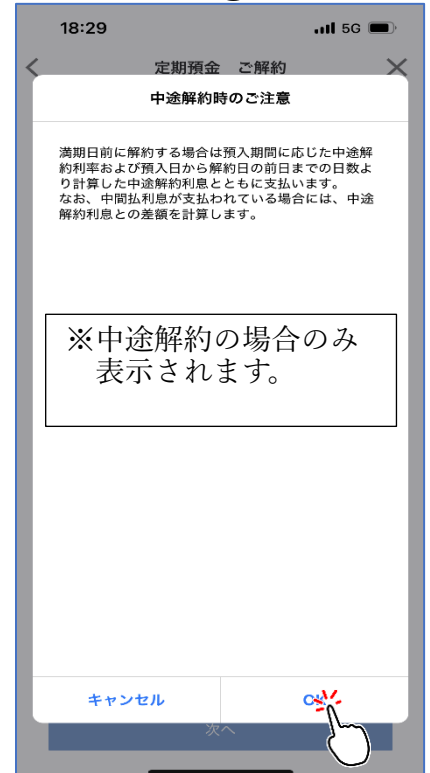 18:29
5G
定期預金 ご解約
中途解約時のご注意
満期日前に解約する場合は預入期間に応じた中途解
約利率および預入日から解約日の前日までの日数よ
り計算した中途解約利息とともに支払います。
なお、中間払利息が支払われている場合には、中途
解約利息との差額を計算します。
※中途解約の場合のみ
表示されます。
キャンセル
OK
次へ